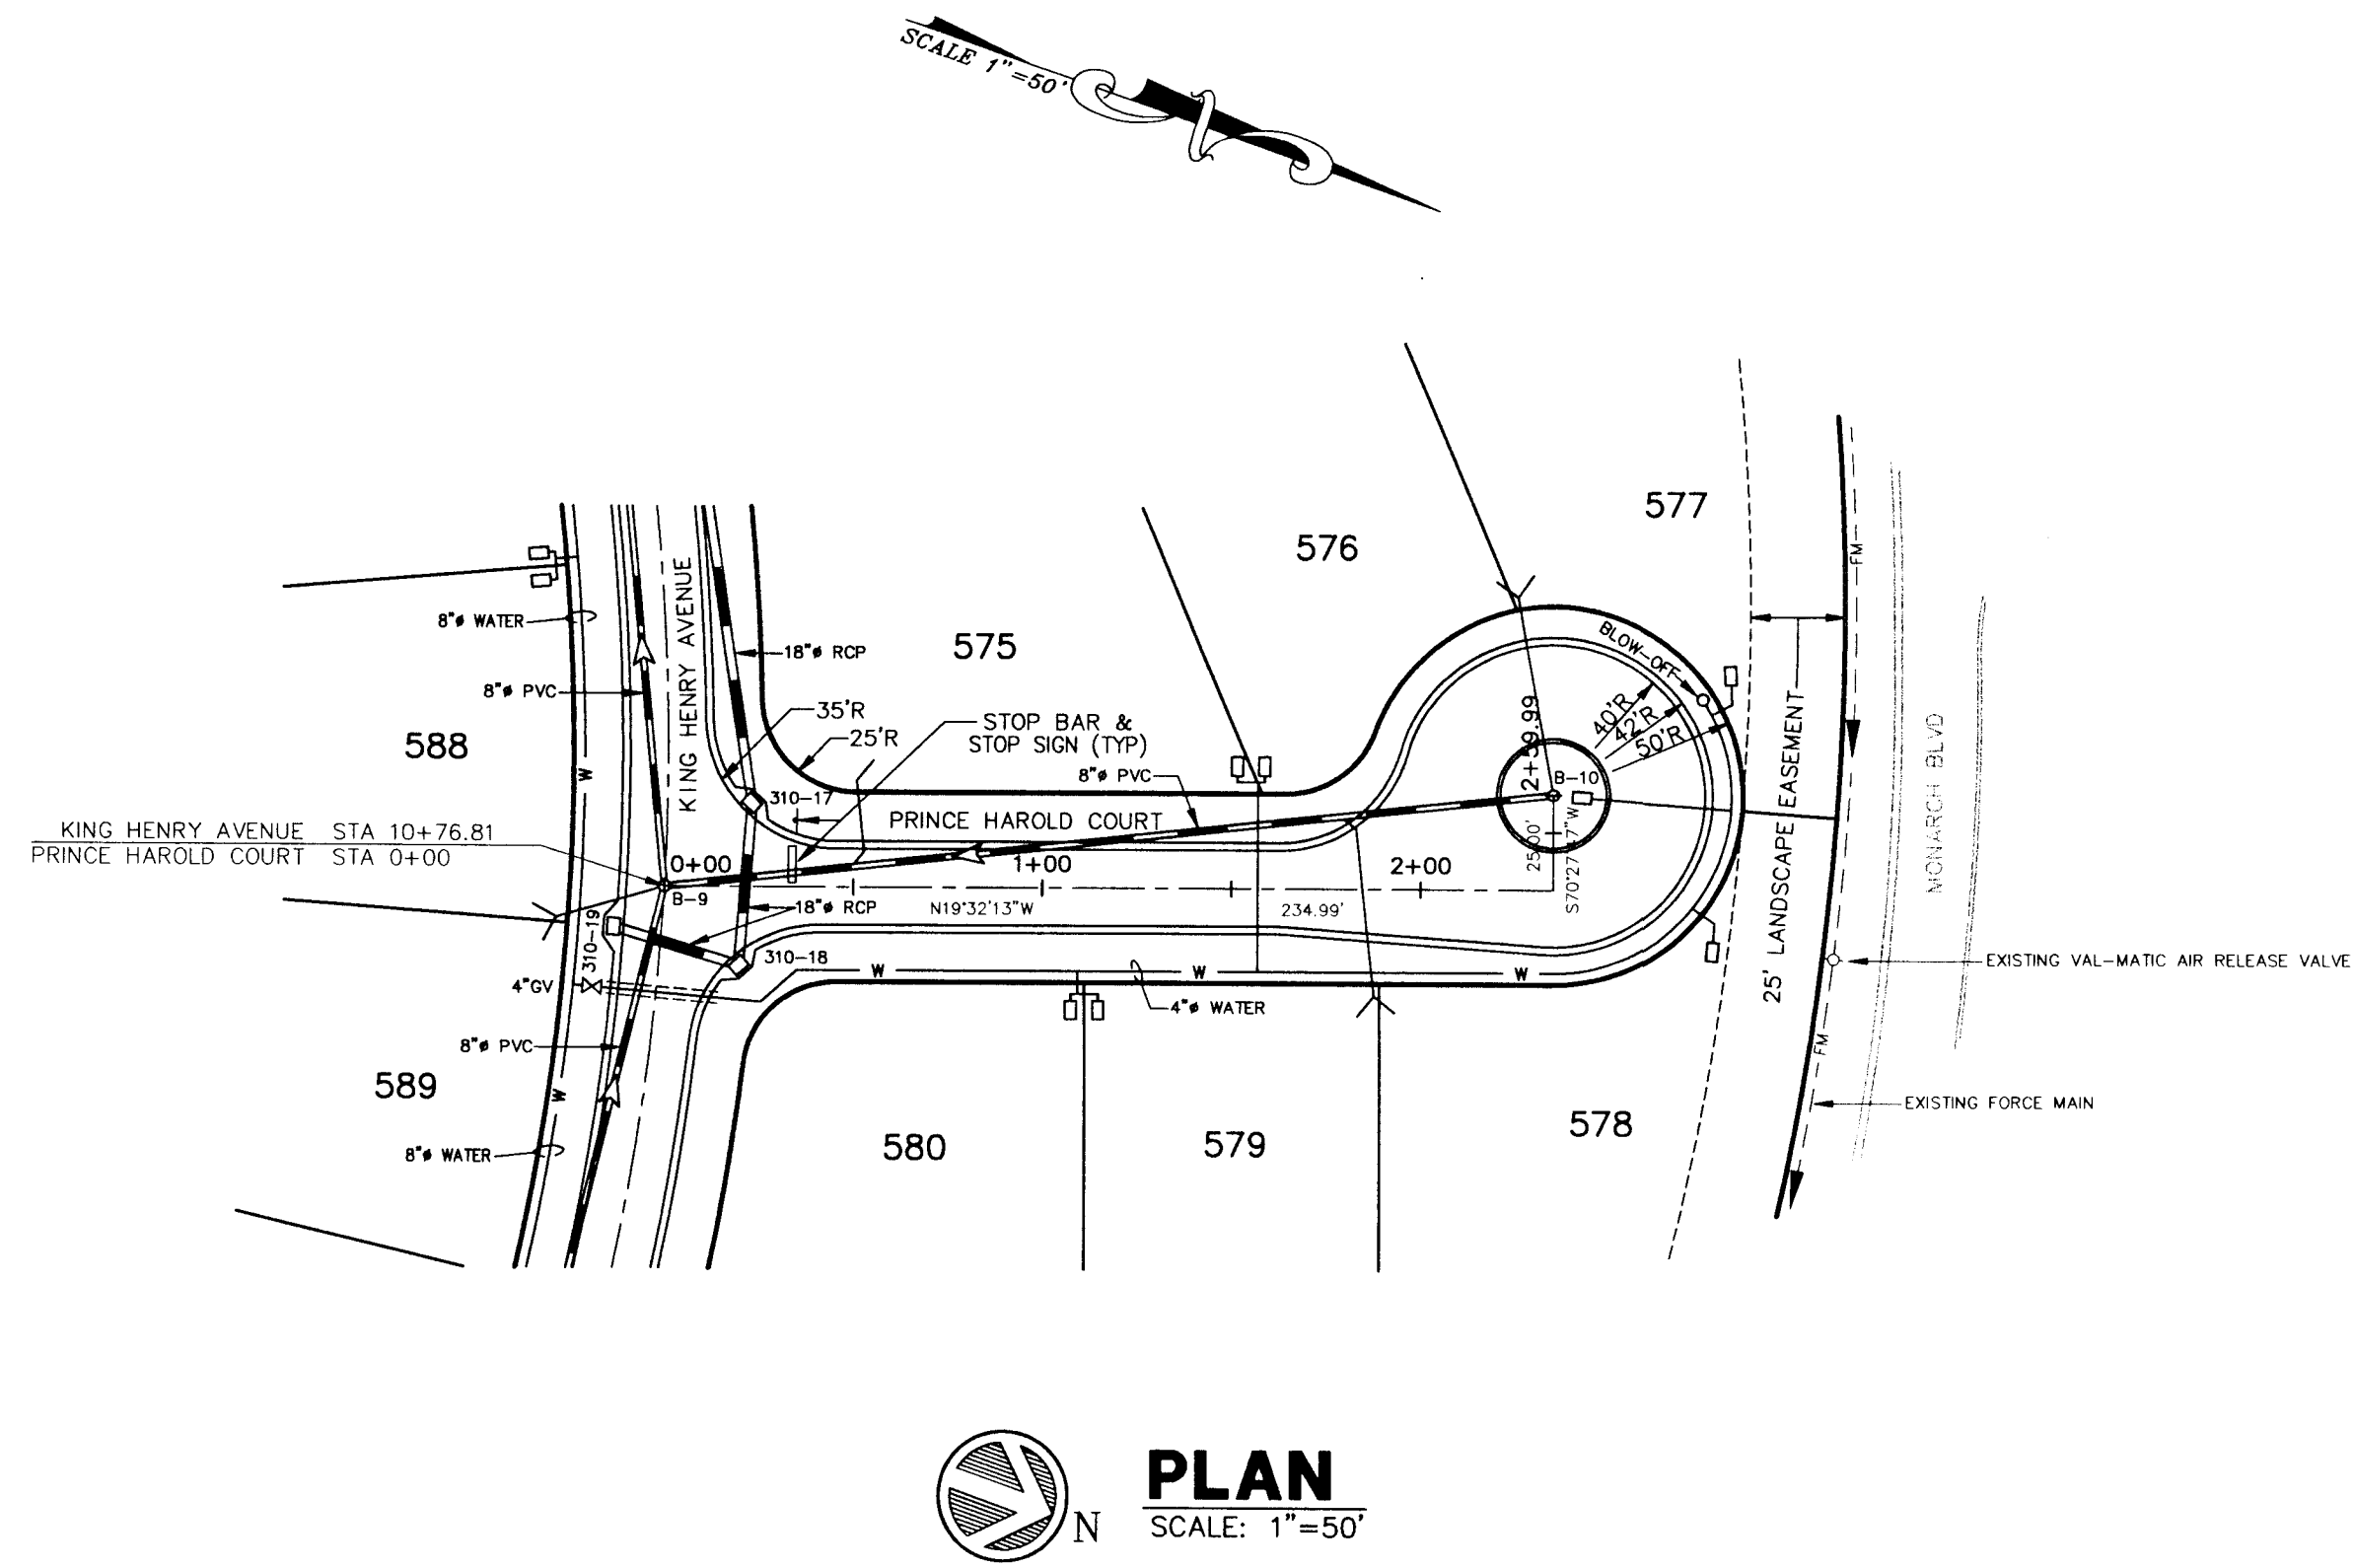 SCALE 1"=50'
577
576
575
588
589
580
579
578
FM
8"ø WATER
KING HENRY AVENUE
18"ø RCP
8"ø PVC
BLOW-OFF
35'R
25'R
STOP BAR &
STOP SIGN (TYP)
8"ø PVC
40'R
42'R
50'R
2+59.99
B-10
25' LANDSCAPE EASEMENT
MONARCH BLVD
W
310-17
PRINCE HAROLD COURT
KING HENRY AVENUE STA 10+76.81
PRINCE HAROLD COURT STA 0+00
0+00
1+00
2+00
25.00'
B-9
18"ø RCP
N19°32'13"W
234.99'
310-19
310-18
W
W
W
4"GV
4"ø WATER
EXISTING VAL-MATIC AIR RELEASE VALVE
8"ø PVC
FM
W
EXISTING FORCE MAIN
8"ø WATER
N
PLAN
SCALE: 1"=50'